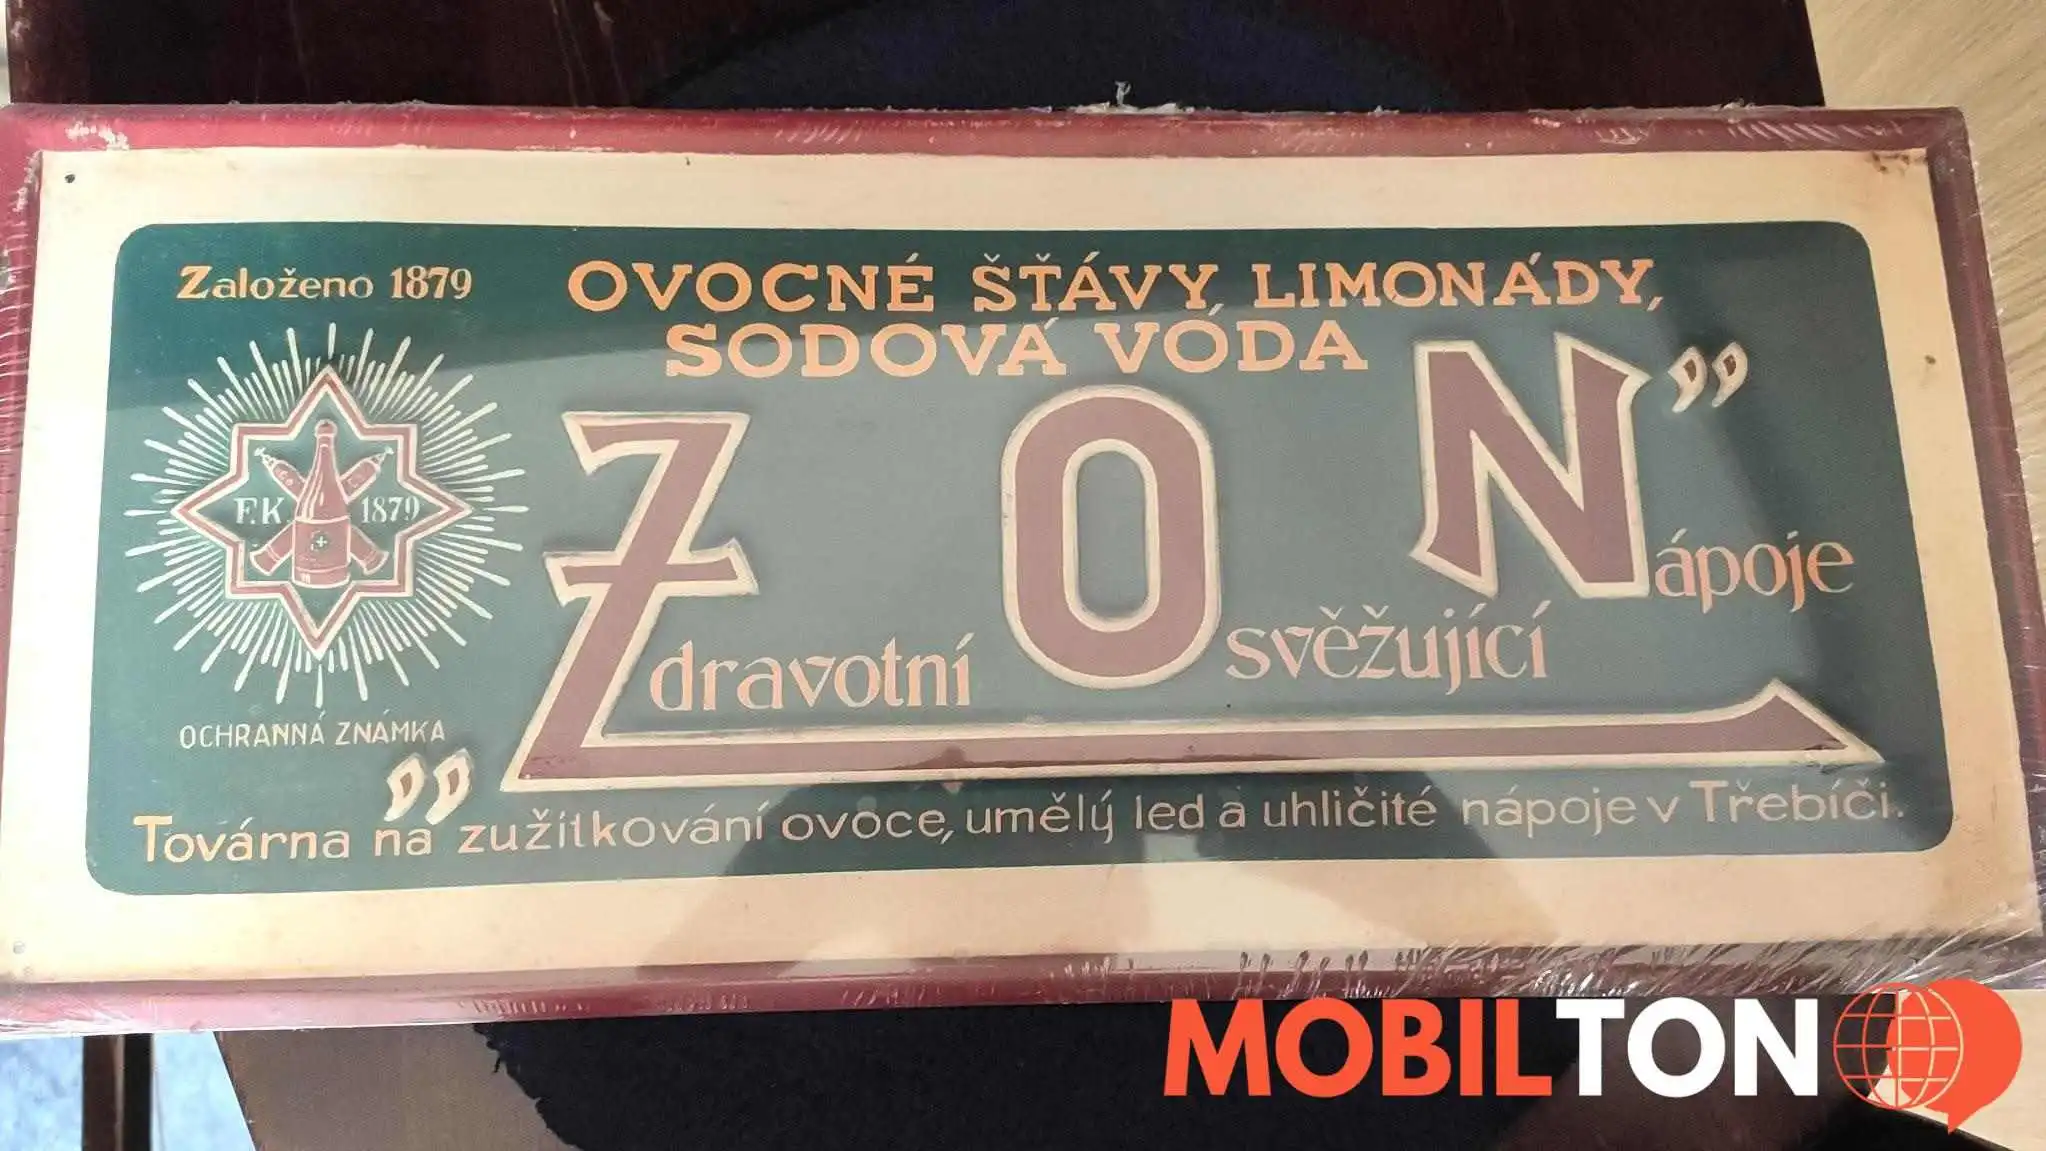 Založeno 1879
OVOCNÉ ŠŤÁVY, LIMONÁDY,
SODOVÁ VODA
F.K. 1879
OCHRANNÁ ZNÁMKA
„ZON”
Zdravotní Osvěžující Nápoje
Továrna na zužitkování ovoce, umělý led a uhličité nápoje v Třebíči.
MOBILTON